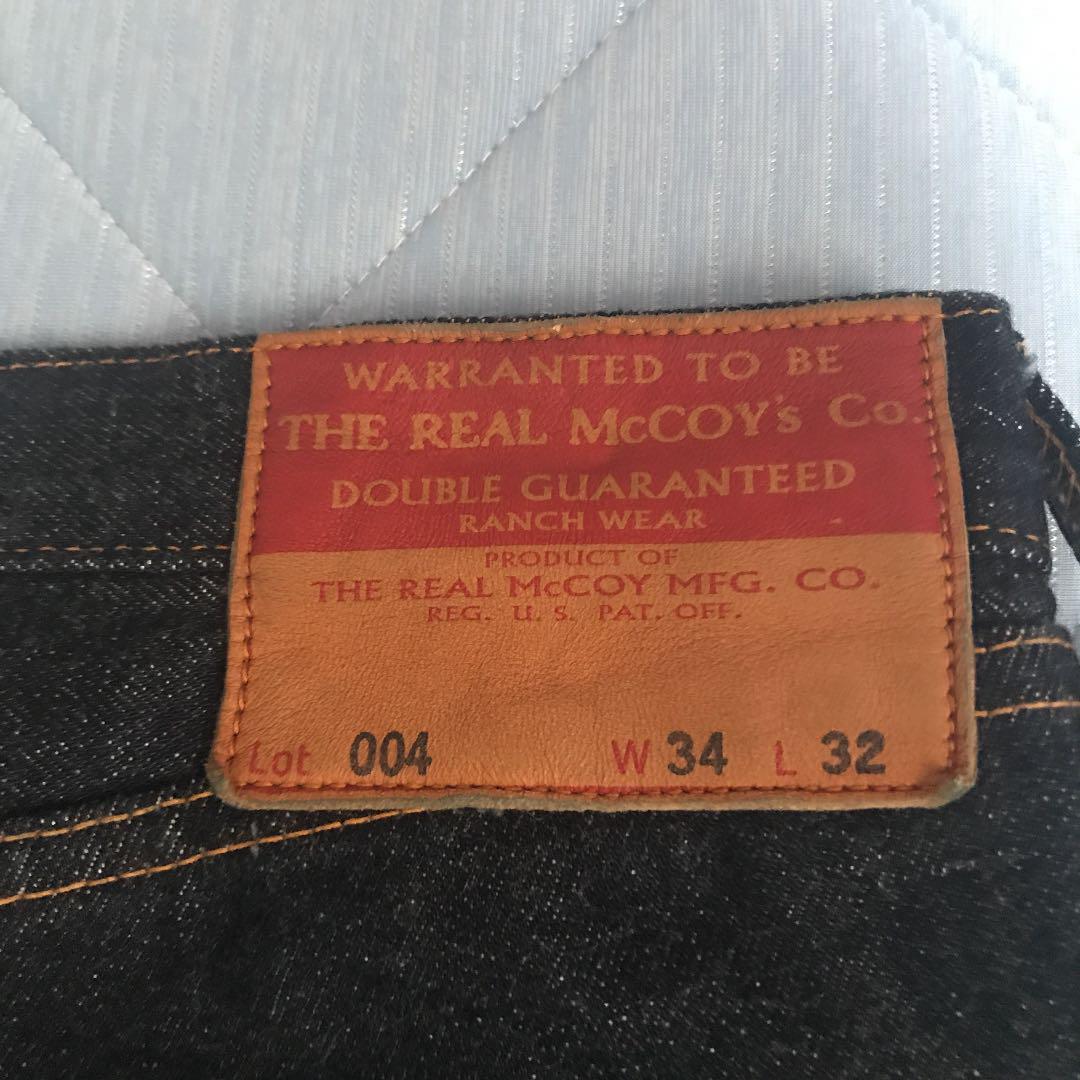 WARRANTED TO BE
THE REAL McCOY's Co.
DOUBLE GUARANTEED
RANCH WEAR
PRODUCT OF
THE REAL McCOY MFG. CO.
REG. U. S. PAT. OFF.
Lot 004 W 34 L 32